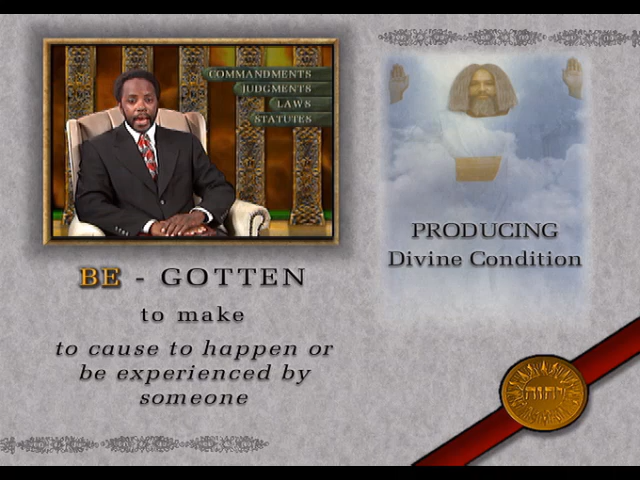 COMMANDMENTS
JUDGMENTS
LAWS
STATUTES
BE - GOTTEN
to make
to cause to happen or
be experienced by
someone
PRODUCING
Divine Condition
יהוה